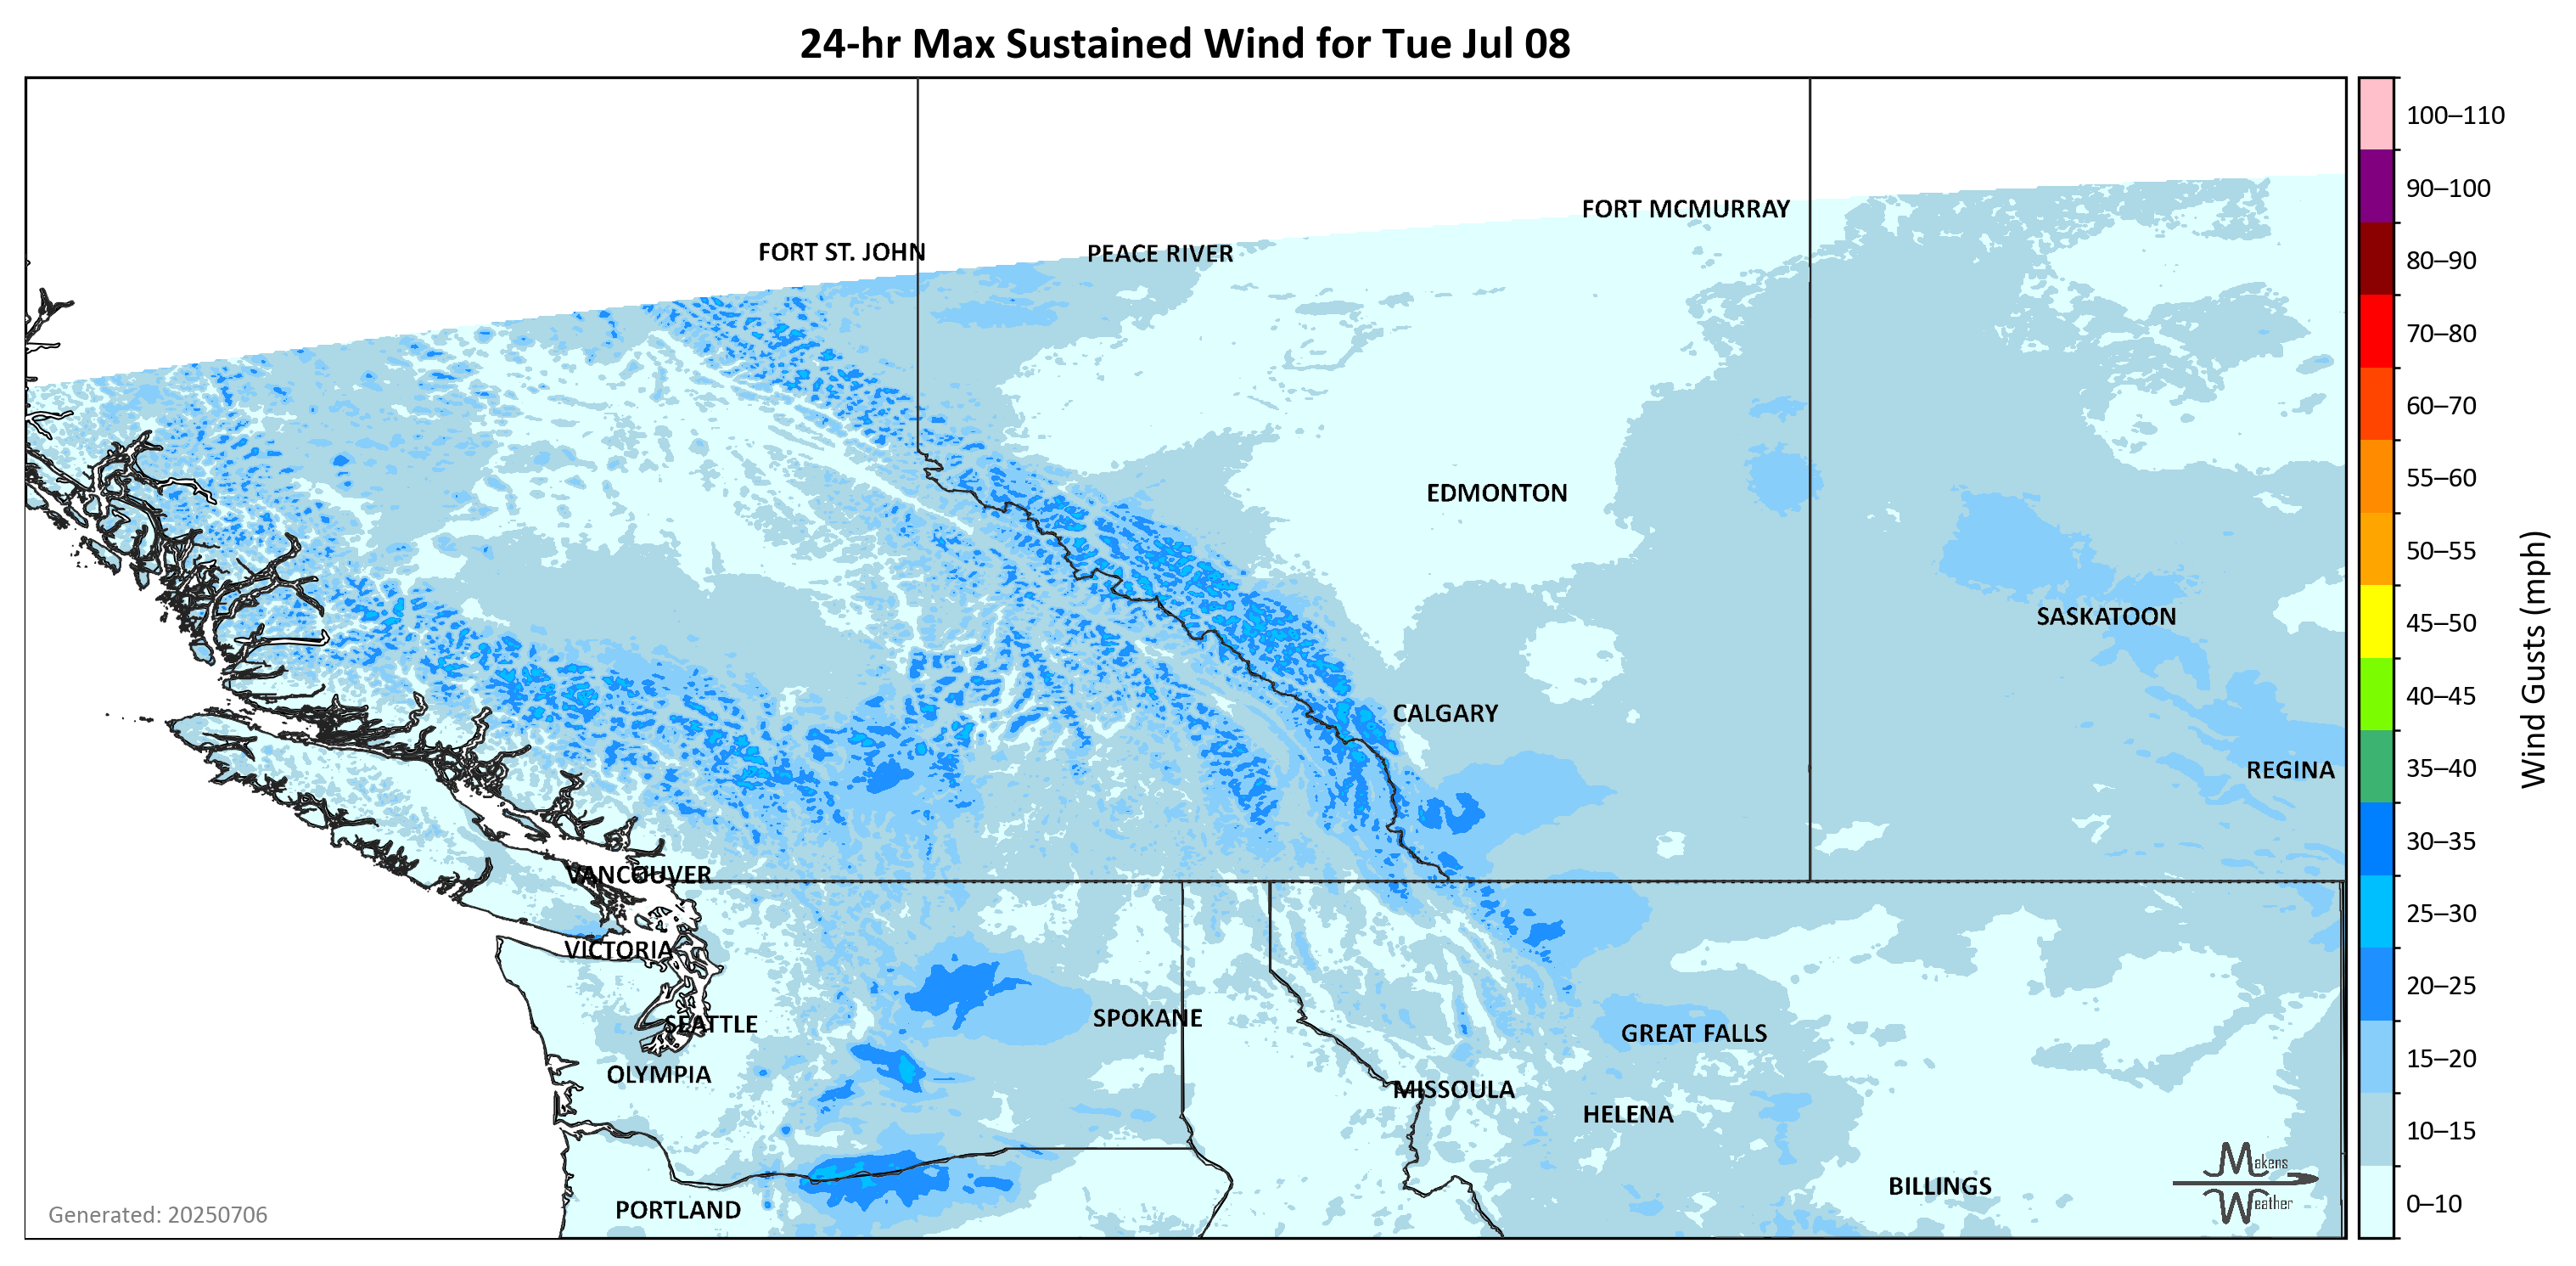 24-hr Max Sustained Wind for Tue Jul 08
100–110
90–100
80–90
70–80
60–70
55–60
50–55
45–50
40–45
35–40
30–35
25–30
20–25
15–20
10–15
0–10
Wind Gusts (mph)
FORT MCMURRAY
FORT ST. JOHN
PEACE RIVER
EDMONTON
SASKATOON
CALGARY
REGINA
VANCOUVER
VICTORIA
SEATTLE
SPOKANE
GREAT FALLS
OLYMPIA
MISSOULA
HELENA
BILLINGS
PORTLAND
Makens
Weather
Generated: 20250706